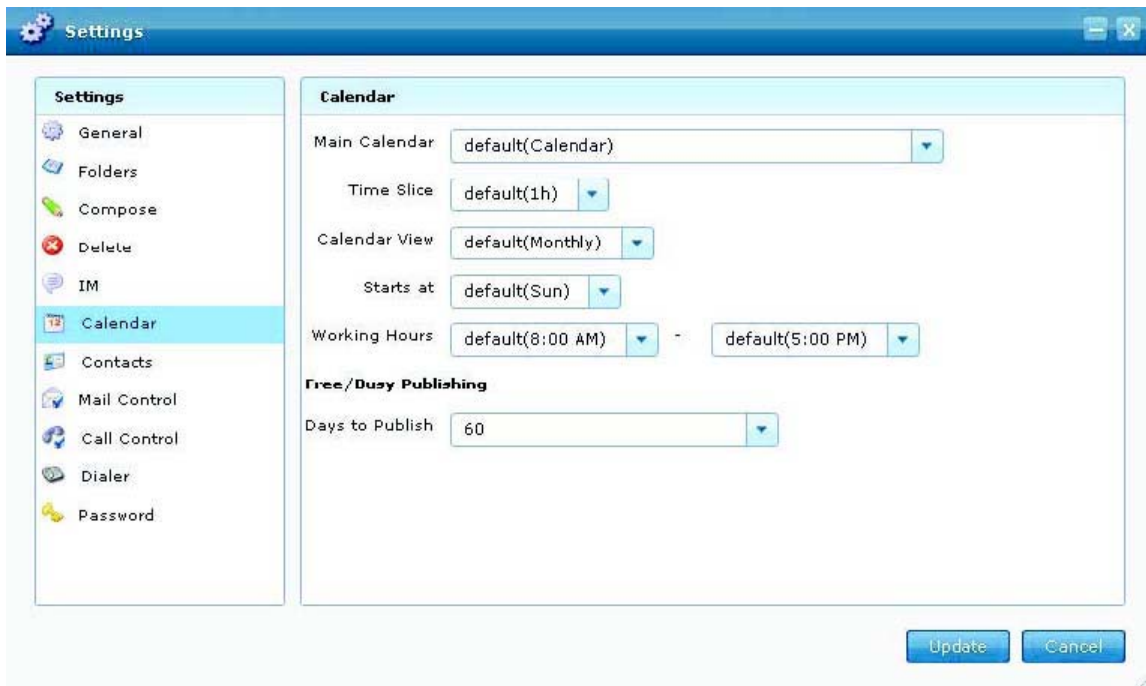 Settings
Settings
General
Folders
Compose
Delete
IM
Calendar
Contacts
Mail Control
Call Control
Dialer
Password
Calendar
Main Calendar default(Calendar)
Time Slice default(1h)
Calendar View default(Monthly)
Starts at default(Sun)
Working Hours default(8:00 AM) - default(5:00 PM)
Free/Busy Publishing
Days to Publish 60
Update Cancel